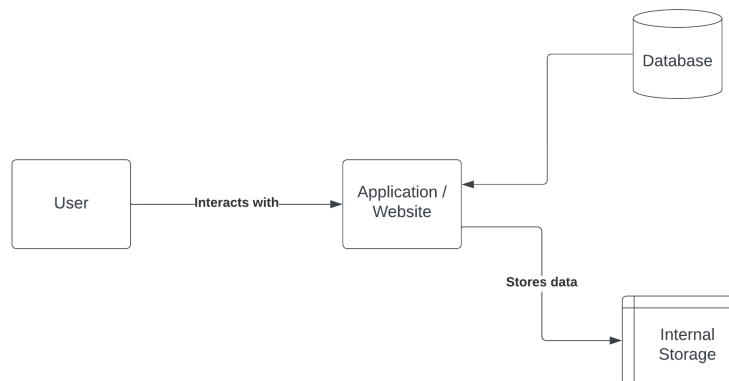 Database
User
Interacts with
Application /
Website
Stores data
Internal
Storage